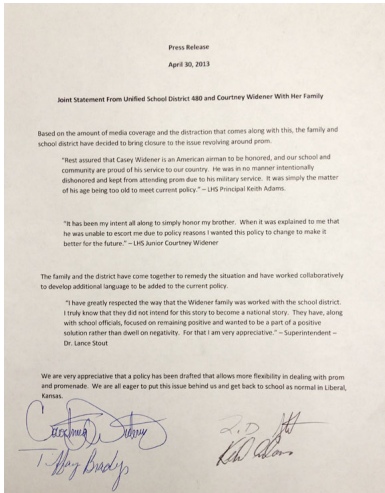 Press Release
April 30, 2013
Joint Statement From Unified School District 480 and Courtney Widener With Her Family
Based on the amount of media coverage and the distraction that comes along with this, the family and
school district have decided to bring closure to the issue revolving around prom.
"Rest assured that Casey Widener is an American airman to be honored, and our school and
community are proud of his service to our country. He was in no manner intentionally
dishonored and kept from attending prom due to his military service. It was simply the matter
of his age being too old to meet current policy." – LHS Principal Keith Adams.
"It has been my intent all along to simply honor my brother. When it was explained to me that
he was unable to escort me due to policy reasons I wanted this policy to change to make it
better for the future." – LHS Junior Courtney Widener
The family and the district have come together to remedy the situation and have worked collaboratively
to develop additional language to be added to the current policy.
"I have greatly respected the way that the Widener family was worked with the school district.
I truly know that they did not intend for this story to become a national story. They have, along
with school officials, focused on remaining positive and wanted to be a part of a positive
solution rather than dwell on negativity. For that I am very appreciative." – Superintendent –
Dr. Lance Stout
We are very appreciative that a policy has been drafted that allows more flexibility in dealing with prom
and promenade. We are all eager to put this issue behind us and get back to school as normal in Liberal,
Kansas.